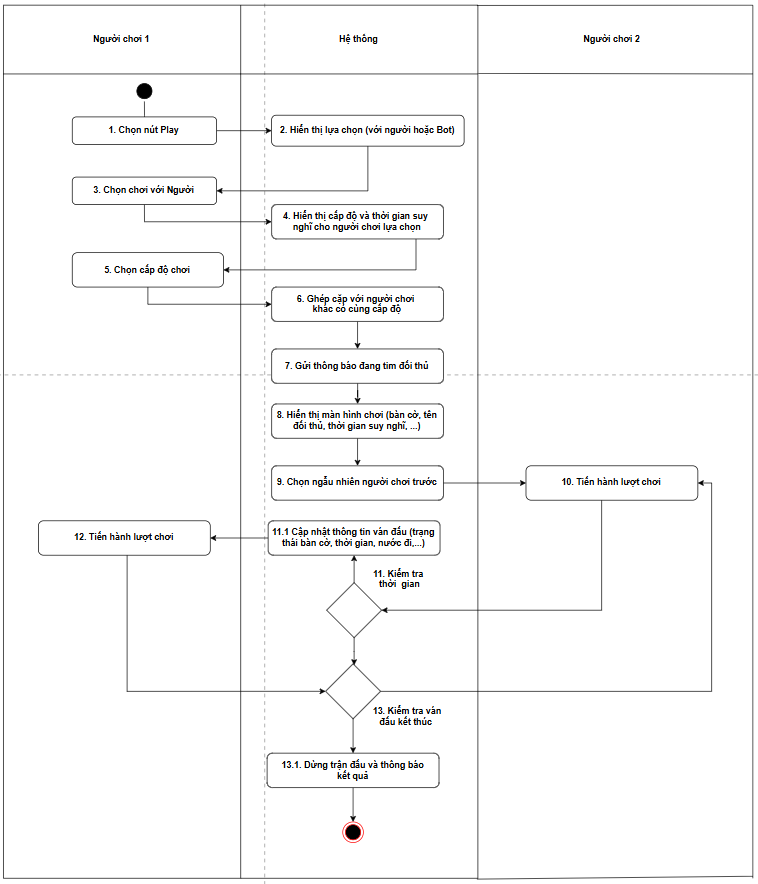 Người chơi 1
Hệ thống
Người chơi 2
1. Chọn nút Play
2. Hiển thị lựa chọn (với người hoặc Bot)
3. Chọn chơi với Người
4. Hiển thị cấp độ và thời gian suy
nghĩ cho người chơi lựa chọn
5. Chọn cấp độ chơi
6. Ghép cặp với người chơi
khác có cùng cấp độ
7. Gửi thông báo đang tìm đối thủ
8. Hiển thị màn hình chơi (bàn cờ, tên
đối thủ, thời gian suy nghĩ, ...)
9. Chọn ngẫu nhiên người chơi trước
10. Tiến hành lượt chơi
12. Tiến hành lượt chơi
11.1 Cập nhật thông tin ván đấu (trạng
thái bàn cờ, thời gian, nước đi,...)
11. Kiểm tra
thời gian
13. Kiểm tra ván
đấu kết thúc
13.1. Dừng trận đấu và thông báo
kết quả